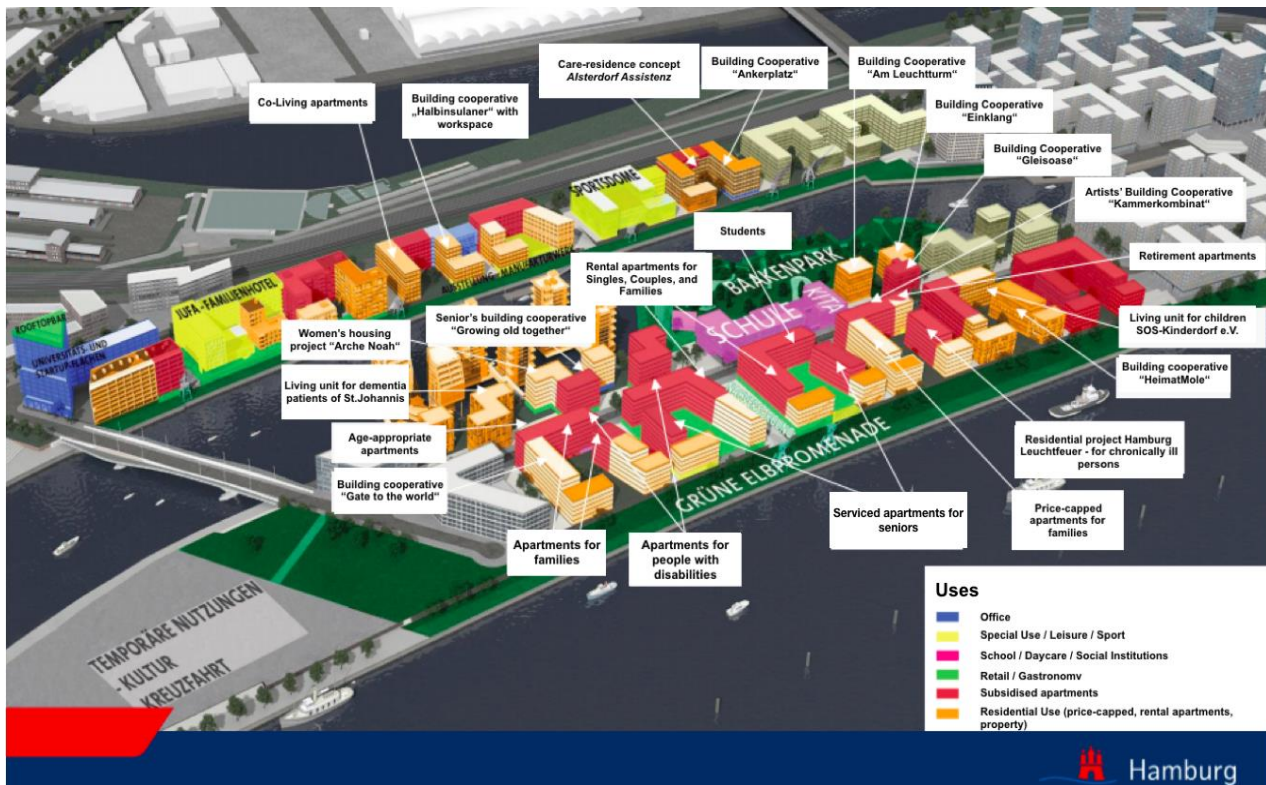 Care-residence concept
Alsterdorf Assistenz
Building Cooperative
“Ankerplatz“
Building Cooperative
“Am Leuchtturm“
Co-Living apartments
Building cooperative
„Halbinsulaner“ with
workspace
Building Cooperative
“Einklang“
Building Cooperative
“Gleisoase“
Artists’ Building Cooperative
“Kammerkombinat“
SPORTSDOME
Students
Retirement apartments
Rental apartments for
Singles, Couples, and
Families
BAAKENPARK
JUFA-FAMILIENHOTEL
SCHULE
KITA
ROOFTOPBAR
UNIVERSITÄTS- UND
STARTUP-FLÄCHEN
Women’s housing
project “Arche Noah“
Senior’s building cooperative
“Growing old together“
Living unit for children
SOS-Kinderdorf e.V.
Building cooperative
“HeimatMole“
Living unit for dementia
patients of St.Johannis
Age-appropriate
apartments
Building cooperative
“Gate to the world“
GRÜNE ELBPROMENADE
Residential project Hamburg
Leuchtfeuer - for chronically ill
persons
Apartments for
families
Apartments for
people with
disabilities
Serviced apartments for
seniors
Price-capped
apartments for
families
TEMPORÄRE NUTZUNGEN
- KULTUR
KREUZFAHRT
Uses
Office
Special Use / Leisure / Sport
School / Daycare / Social Institutions
Retail / Gastronomv
Subsidised apartments
Residential Use (price-capped, rental apartments,
property)
Hamburg